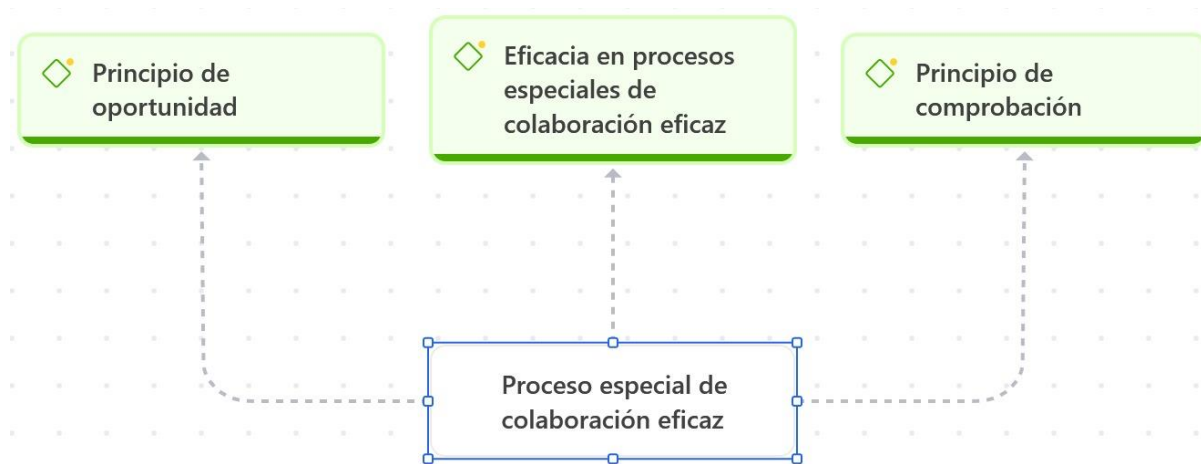 Principio de
oportunidad
Eficacia en procesos
especiales de
colaboración eficaz
Principio de
comprobación
Proceso especial de
colaboración eficaz